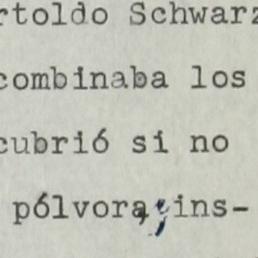 rtoldo Schwarz
combinaba los
cubrió si no
pólvora, ins-